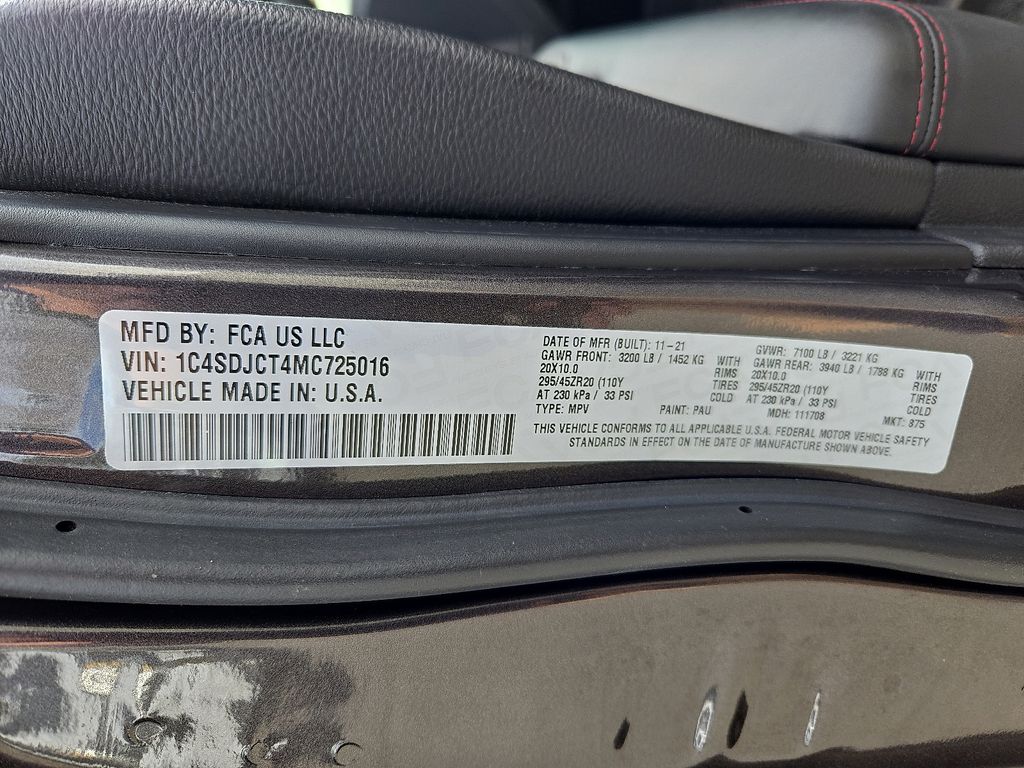 MFD BY: FCA US LLC
VIN: 1C4SDJCT4MC725016
VEHICLE MADE IN: U.S.A.
DATE OF MFR (BUILT): 11-21 GVWR: 7100 LB / 3221 KG
GAWR FRONT: 3200 LB / 1452 KG WITH GAWR REAR: 3940 LB / 1788 KG WITH
20X10.0 RIMS 20X10.0 RIMS
295/45ZR20 (110Y TIRES 295/45ZR20 (110Y TIRES
AT 230 kPa / 33 PSI COLD AT 230 kPa / 33 PSI COLD
TYPE: MPV PAINT: PAU MDH: 111708 MKT: 875
THIS VEHICLE CONFORMS TO ALL APPLICABLE U.S.A. FEDERAL MOTOR VEHICLE SAFETY
STANDARDS IN EFFECT ON THE DATE OF MANUFACTURE SHOWN ABOVE.